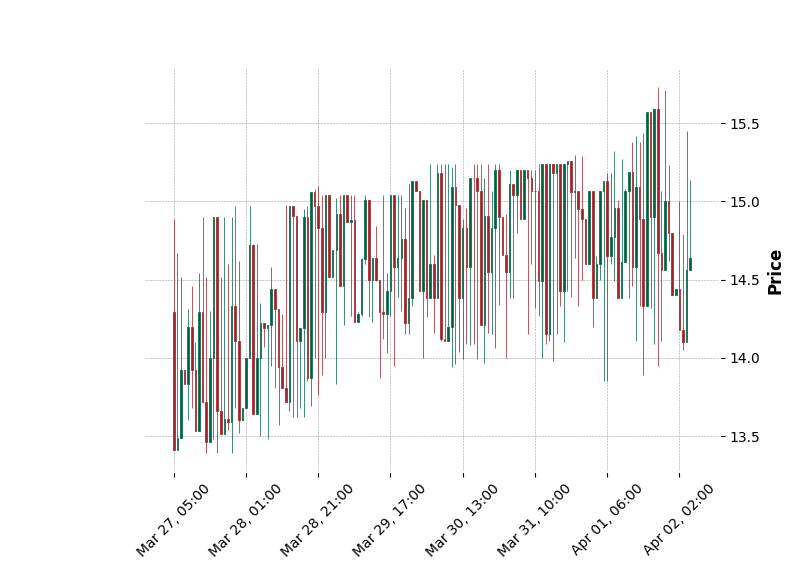 15.5
15.0
14.5
14.0
13.5
Price
Mar 27, 05:00
Mar 28, 01:00
Mar 28, 21:00
Mar 29, 17:00
Mar 30, 13:00
Mar 31, 10:00
Apr 01, 06:00
Apr 02, 02:00